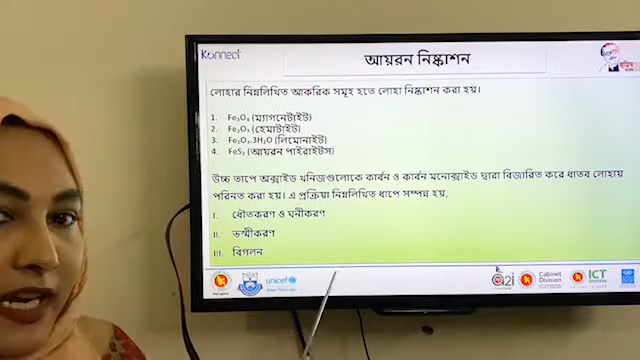 Konnect
আয়রন নিষ্কাশন
লোহার নিম্নলিখিত আকরিক সমূহ হতে লোহা নিষ্কাশন করা হয়।
1. Fe₃O₄ (ম্যাগনেটাইট)
2. Fe₂O₃ (হেমাটাইট)
3. Fe₂O₃.3H₂O (লিমোনাইট)
4. FeS₂ (আয়রন পাইরাইটস)
উচ্চ তাপে অক্সাইড খনিজগুলোকে কার্বন ও কার্বন মনোক্সাইড দ্বারা বিজারিত করে ধাতব লোহায়
পরিনত করা হয়। এ প্রক্রিয়া নিম্নলিখিত ধাপে সম্পন্ন হয়,
I. ধৌতকরণ ও ঘনীকরণ
II. ভস্মীকরণ
III. বিগলন
unicef
a2i
Cabinet
Division
ICT